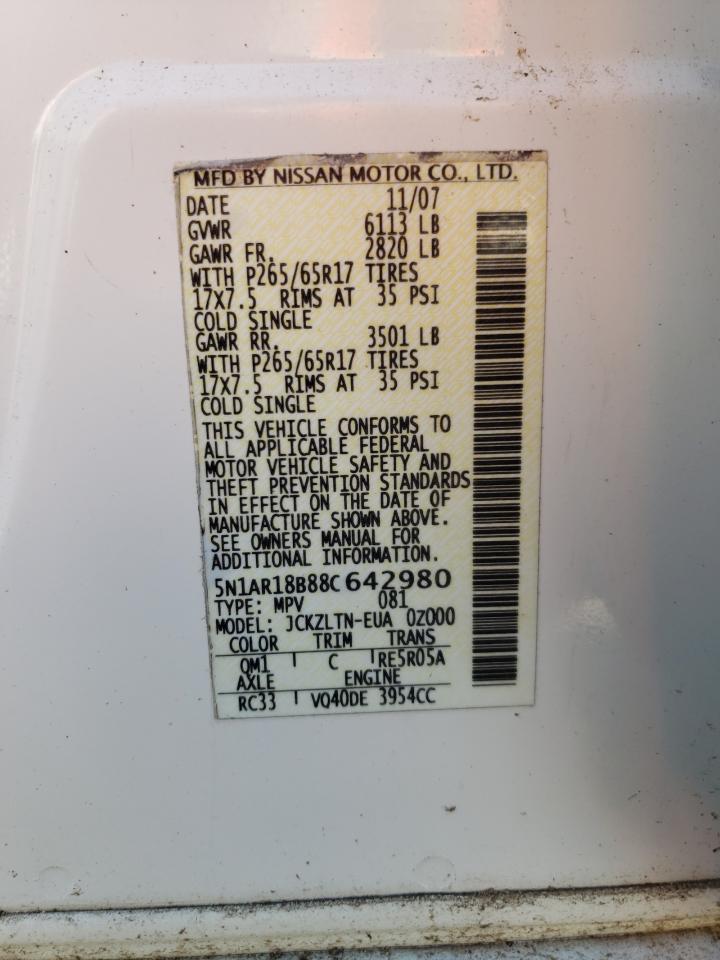 MFD BY NISSAN MOTOR CO., LTD.
DATE 11/07
GVWR 6113 LB
GAWR FR. 2820 LB
WITH P265/65R17 TIRES
17X7.5 RIMS AT 35 PSI
COLD SINGLE
GAWR RR. 3501 LB
WITH P265/65R17 TIRES
17X7.5 RIMS AT 35 PSI
COLD SINGLE
THIS VEHICLE CONFORMS TO
ALL APPLICABLE FEDERAL
MOTOR VEHICLE SAFETY AND
THEFT PREVENTION STANDARDS
IN EFFECT ON THE DATE OF
MANUFACTURE SHOWN ABOVE.
SEE OWNERS MANUAL FOR
ADDITIONAL INFORMATION.
5N1AR18B88C642980
TYPE: MPV 081
MODEL: JCKZLTN-EUA 0Z000
COLOR TRIM TRANS
QM1 C RE5R05A
AXLE ENGINE
RC33 VQ40DE 3954CC